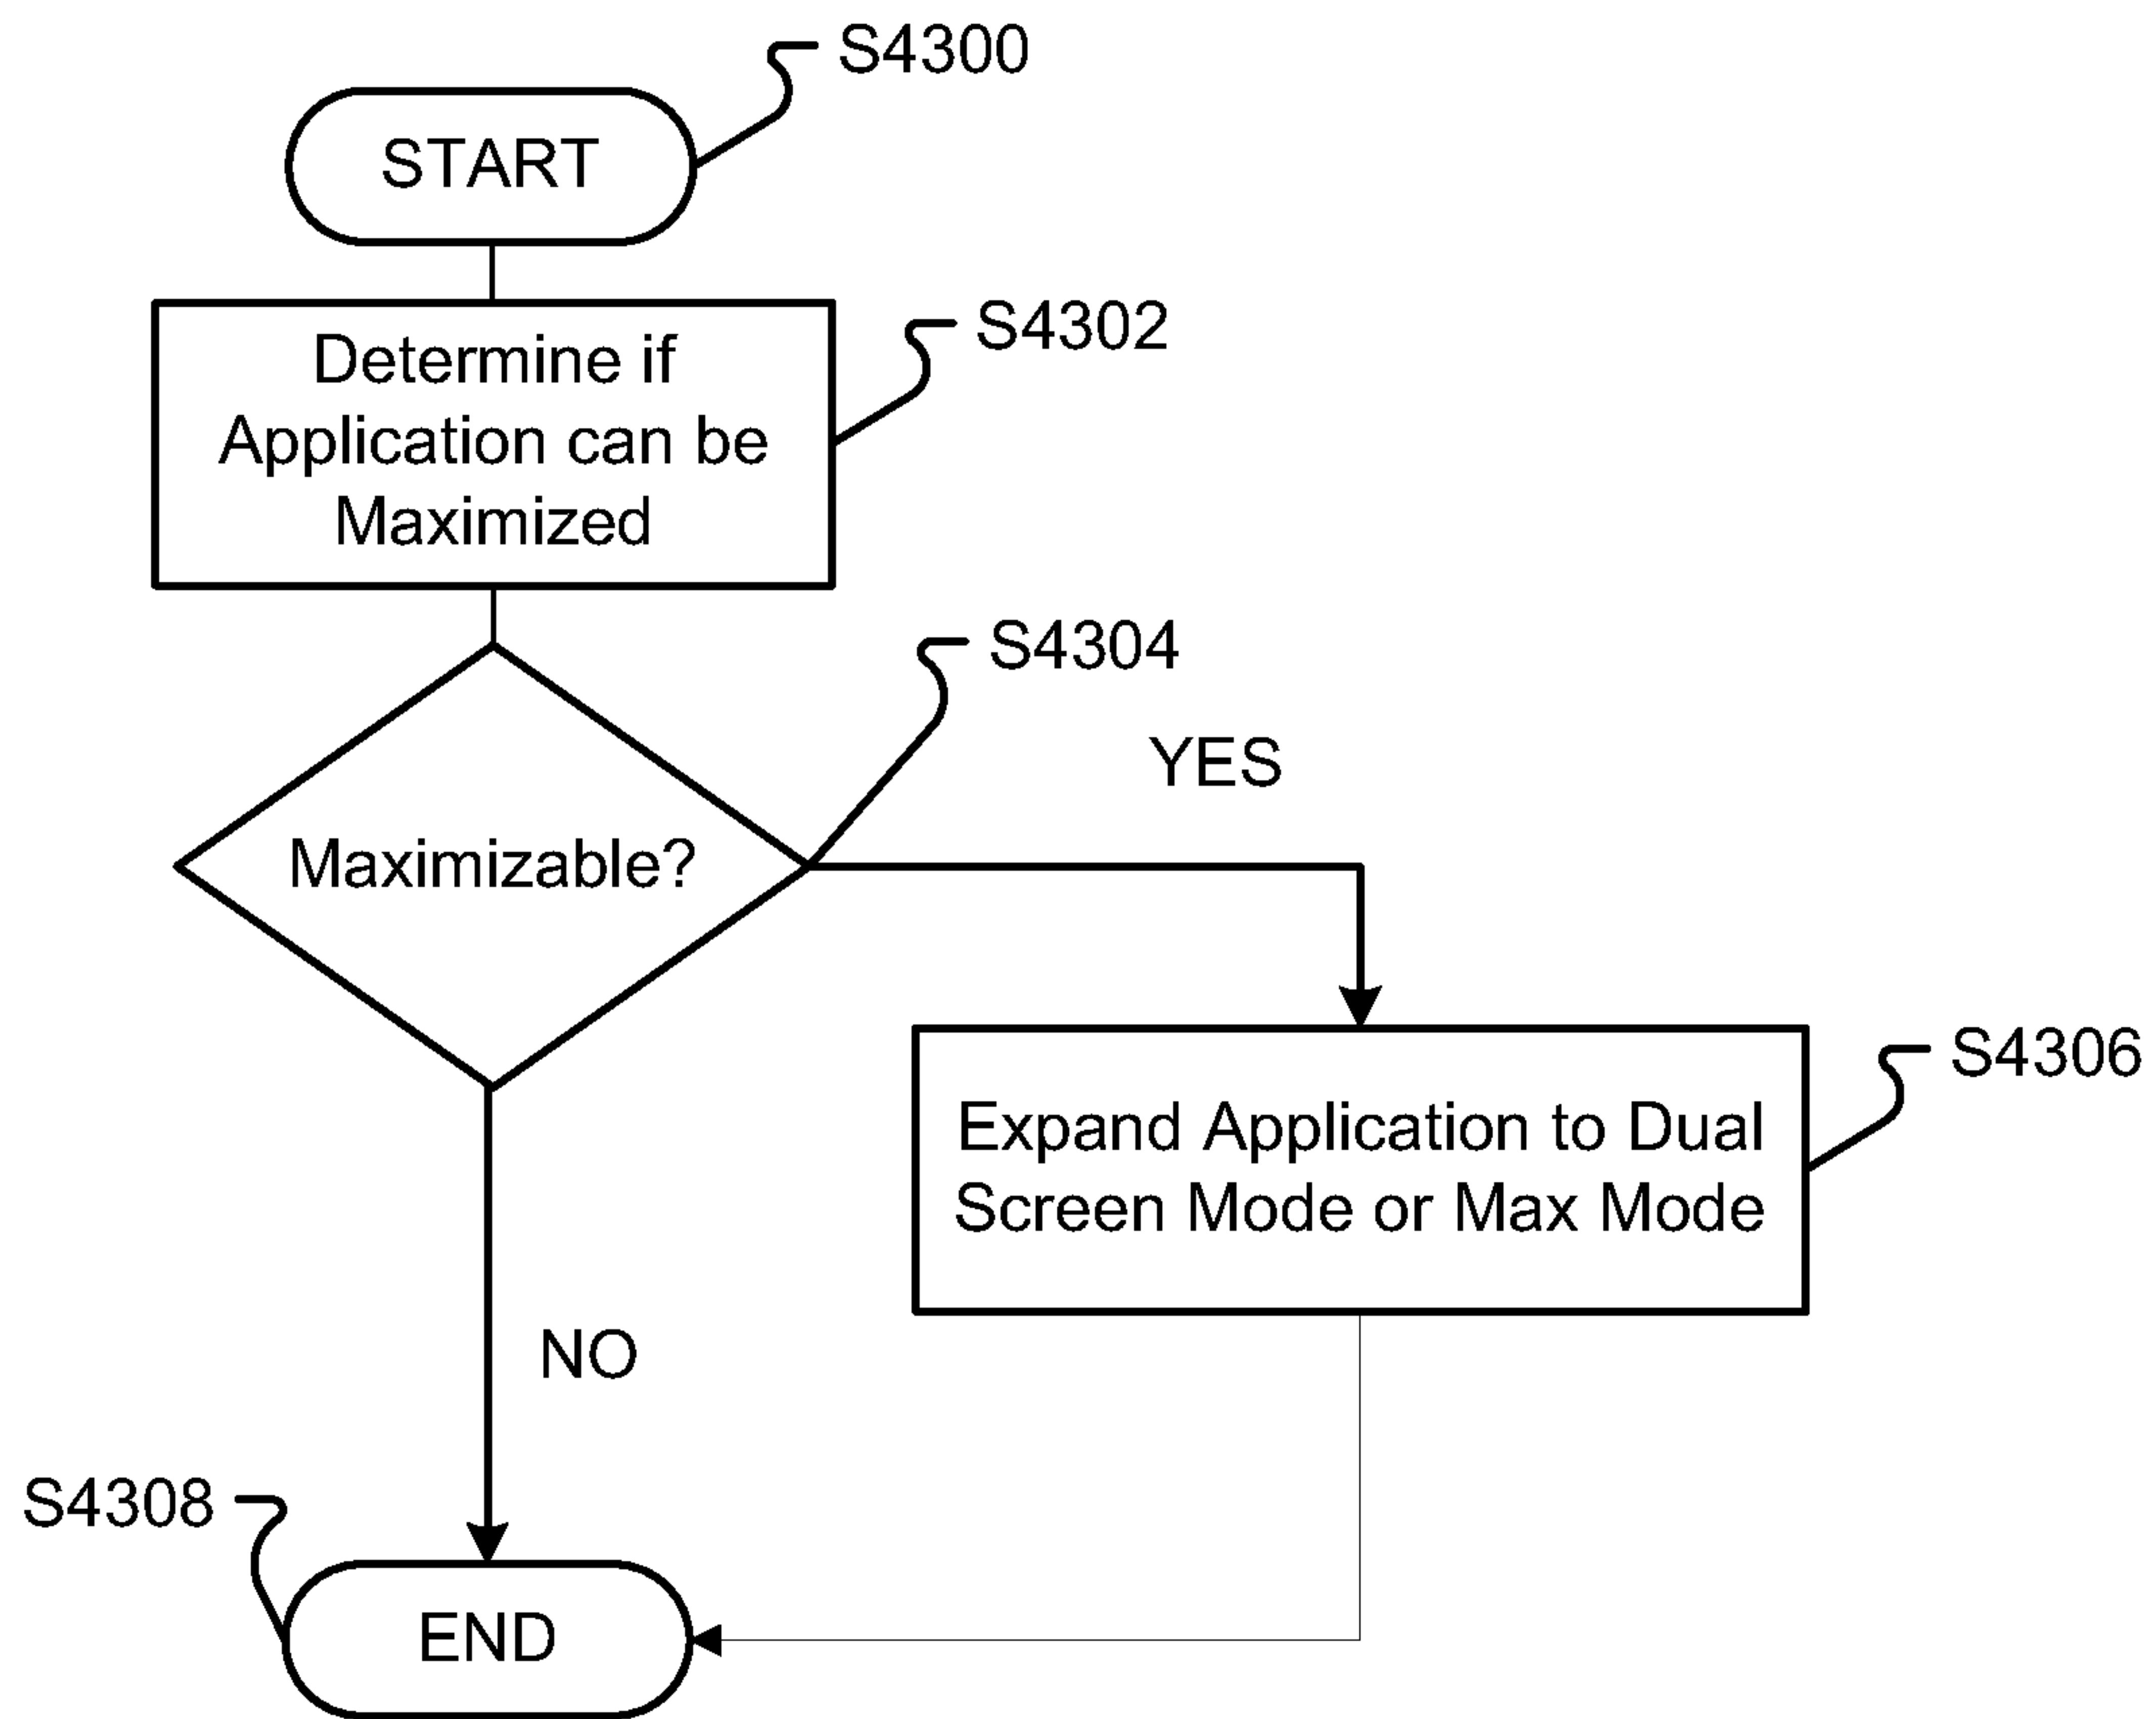 S4300
START
S4302
Determine if
Application can be
Maximized
S4304
YES
Maximizable?
S4306
Expand Application to Dual
Screen Mode or Max Mode
NO
S4308
END